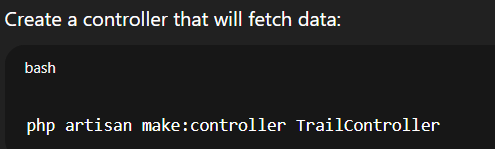 Create a controller that will fetch data:
bash
php artisan make:controller TrailController